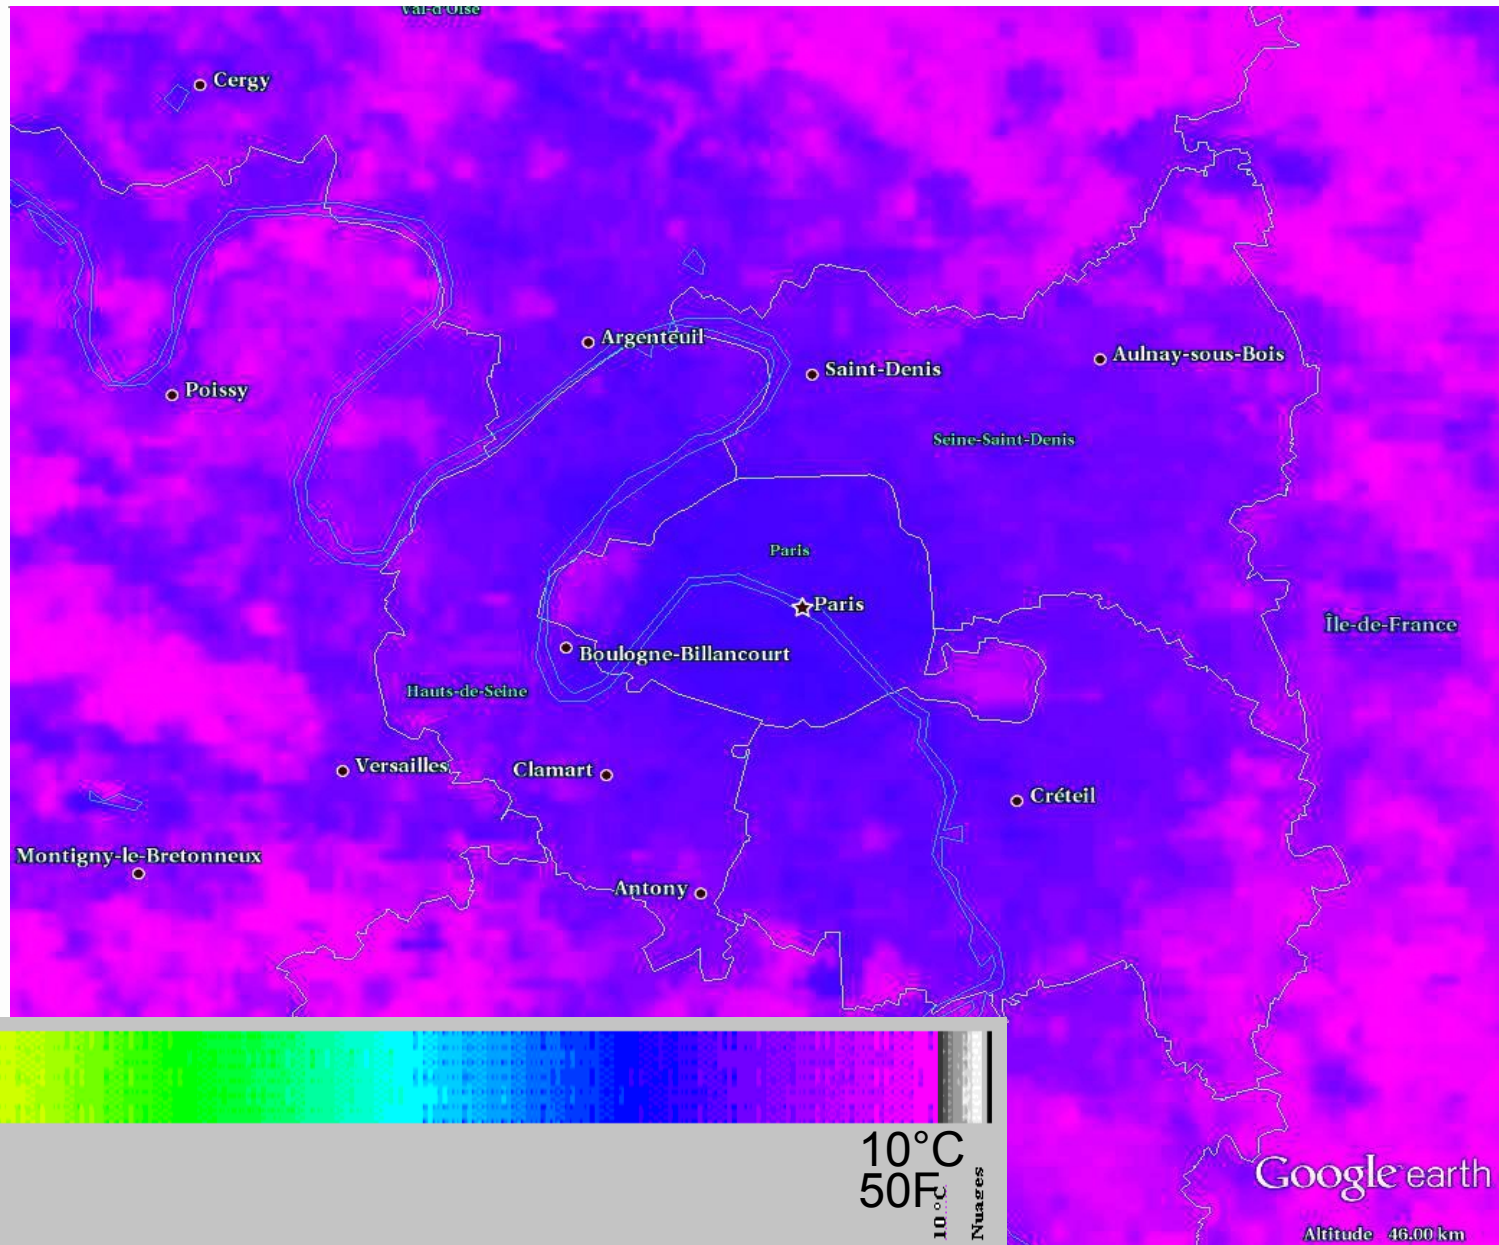 Val-d'Oise
Cergy
Argenteuil
Saint-Denis
Aulnay-sous-Bois
Poissy
Seine-Saint-Denis
Paris
Paris
Île-de-France
Boulogne-Billancourt
Hauts-de-Seine
Versailles
Clamart
Créteil
Montigny-le-Bretonneux
Antony
10°C
50F
10°C
Nuages
Google earth
Altitude 46.00 km